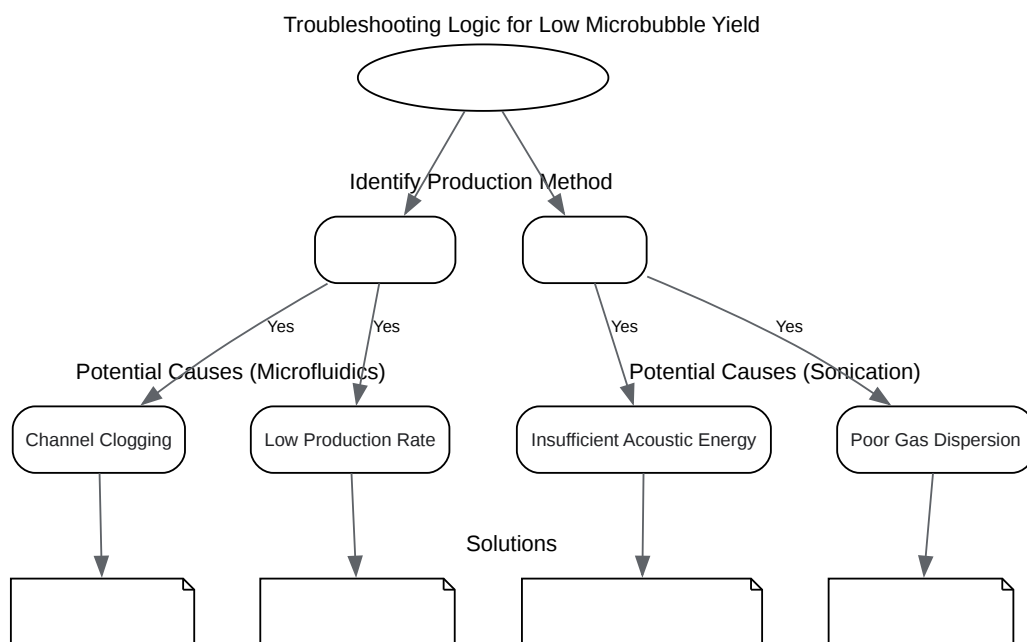 Troubleshooting Logic for Low Microbubble Yield
Identify Production Method
Yes
Yes
Yes
Yes
Potential Causes (Microfluidics)
Potential Causes (Sonication)
Channel Clogging
Low Production Rate
Insufficient Acoustic Energy
Poor Gas Dispersion
Solutions